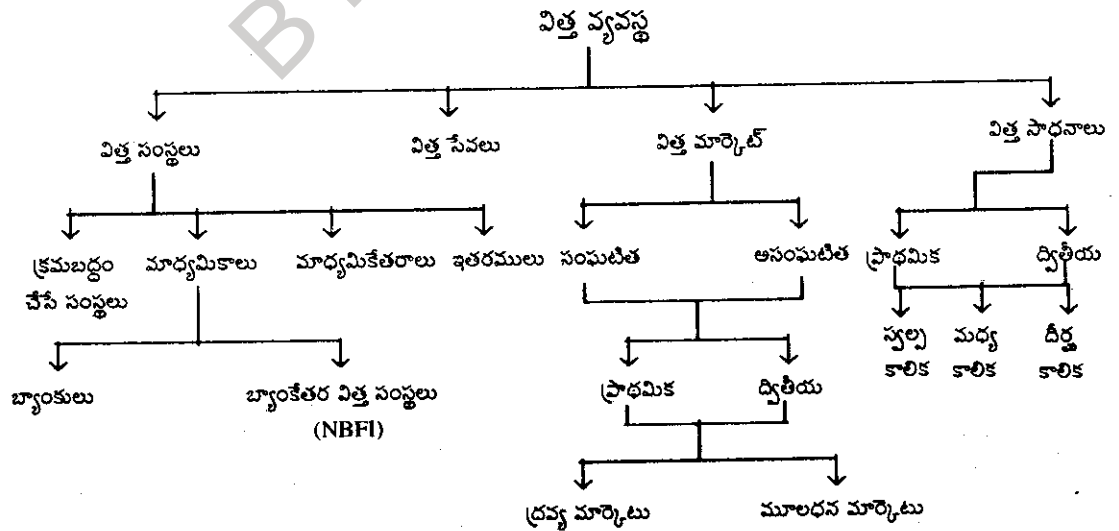 విత్త వ్యవస్థ
విత్త సంస్థలు
విత్త సేవలు
విత్త మార్కెట్
విత్త సాధనాలు
క్రమబద్ధం
చేసే సంస్థలు
మాధ్యమికాలు
మాధ్యమికేతరాలు
ఇతరములు
సంఘటిత
అసంఘటిత
ప్రాథమిక
ద్వితీయ
స్వల్ప
కాలిక
మధ్య
కాలిక
దీర్ఘ
కాలిక
బ్యాంకులు
బ్యాంకేతర విత్త సంస్థలు
(NBFI)
ప్రాథమిక
ద్వితీయ
ద్రవ్య మార్కెటు
మూలధన మార్కెటు